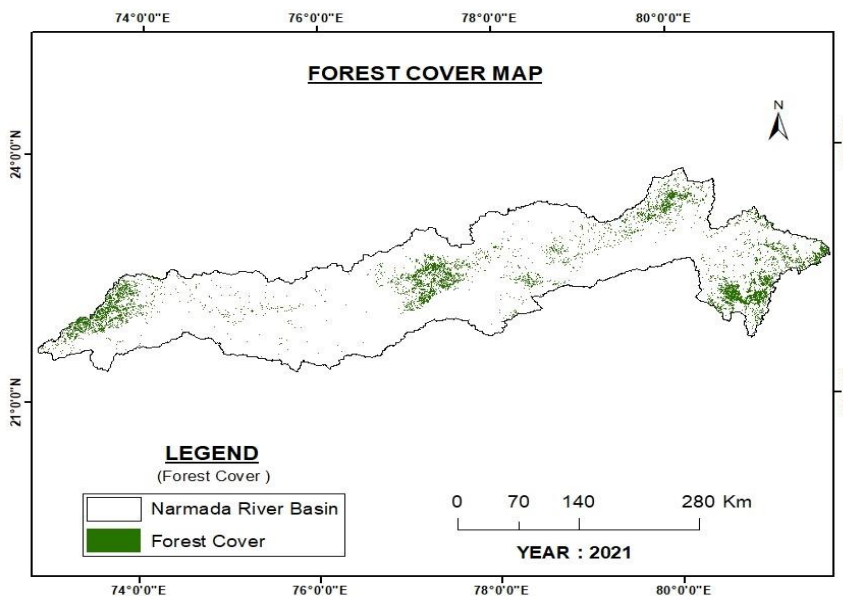 74°0'0"E 76°0'0"E 78°0'0"E 80°0'0"E
FOREST COVER MAP
N
24°0'0"N
21°0'0"N
LEGEND
(Forest Cover )
Narmada River Basin
Forest Cover
0 70 140 280 Km
YEAR : 2021
74°0'0"E 76°0'0"E 78°0'0"E 80°0'0"E